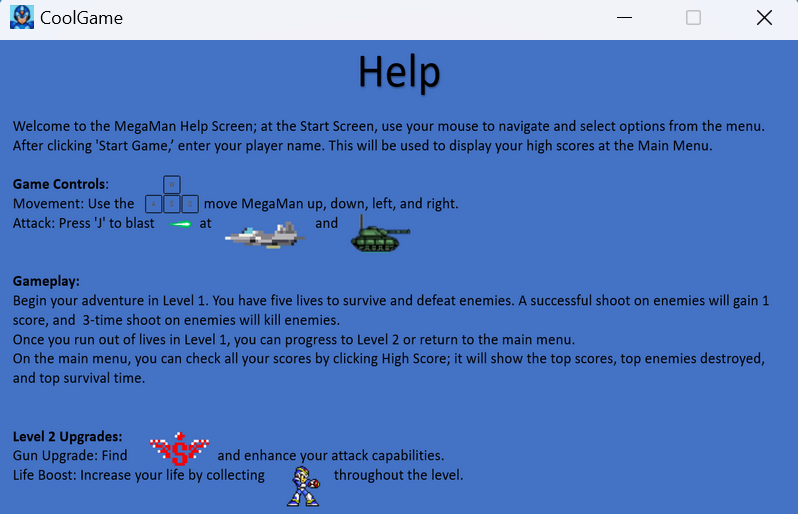 CoolGame
Help
Welcome to the MegaMan Help Screen; at the Start Screen, use your mouse to navigate and select options from the menu.
After clicking 'Start Game,’ enter your player name. This will be used to display your high scores at the Main Menu.
Game Controls:
Movement: Use the move MegaMan up, down, left, and right.
Attack: Press 'J' to blast at and
Gameplay:
Begin your adventure in Level 1. You have five lives to survive and defeat enemies. A successful shoot on enemies will gain 1
score, and 3-time shoot on enemies will kill enemies.
Once you run out of lives in Level 1, you can progress to Level 2 or return to the main menu.
On the main menu, you can check all your scores by clicking High Score; it will show the top scores, top enemies destroyed,
and top survival time.
Level 2 Upgrades:
Gun Upgrade: Find S and enhance your attack capabilities.
Life Boost: Increase your life by collecting throughout the level.